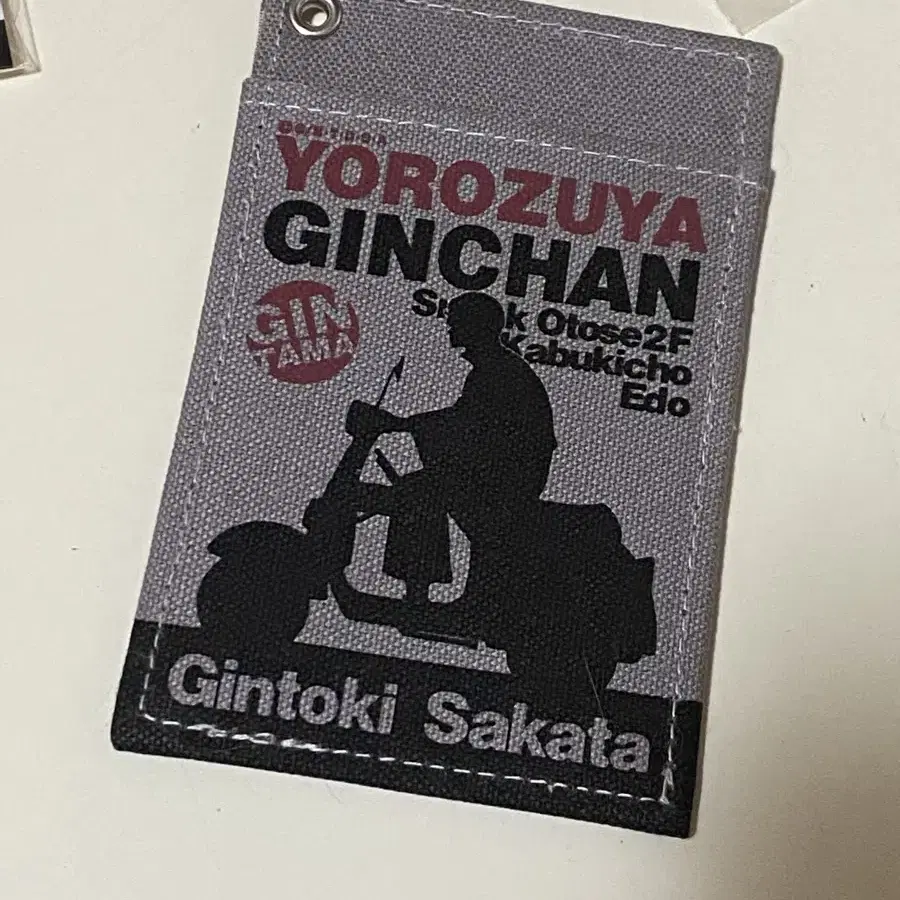 YOROZUYA
GINCHAN
GIN
TAMA
Otose2F
Kabukicho
Edo
Gintoki Sakata